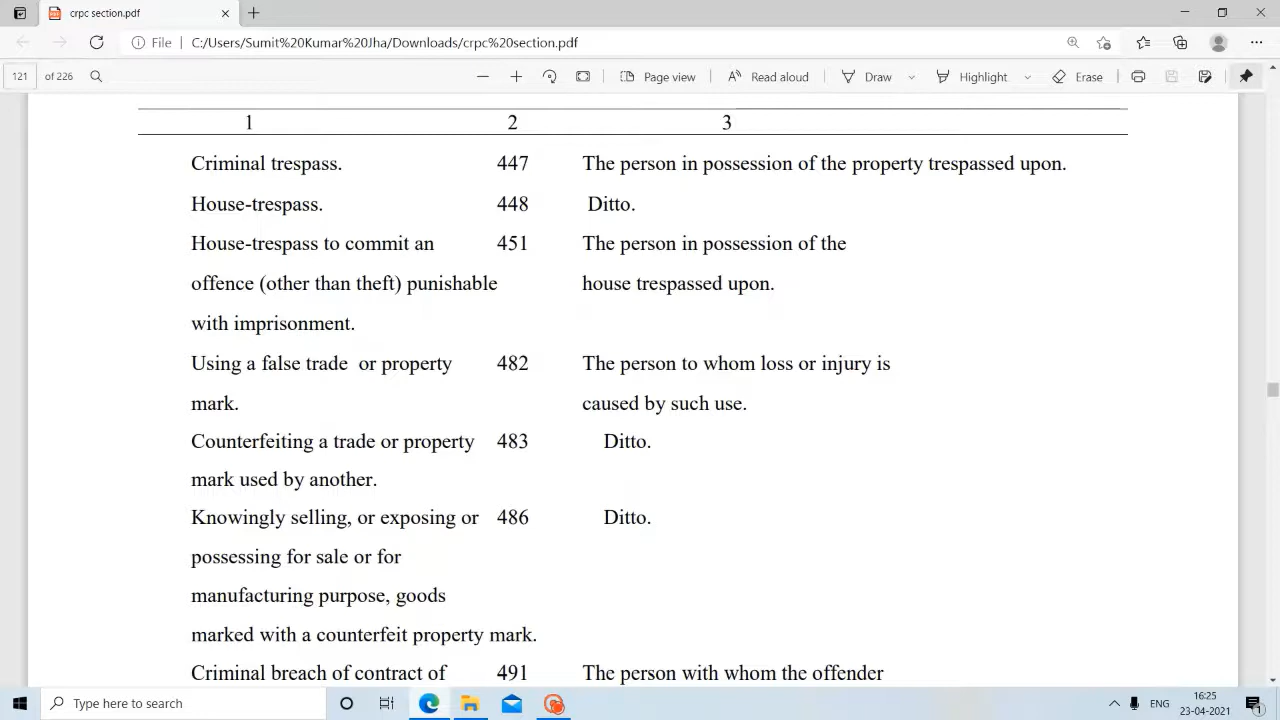 crpc section.pdf
File C:/Users/Sumit%20Kumar%20Jha/Downloads/crpc%20section.pdf
121 of 226 Page view Read aloud Draw Highlight Erase
1 2 3
Criminal trespass. 447 The person in possession of the property trespassed upon.
House-trespass. 448 Ditto.
House-trespass to commit an 451 The person in possession of the
offence (other than theft) punishable house trespassed upon.
with imprisonment.
Using a false trade or property 482 The person to whom loss or injury is
mark. caused by such use.
Counterfeiting a trade or property 483 Ditto.
mark used by another.
Knowingly selling, or exposing or 486 Ditto.
possessing for sale or for
manufacturing purpose, goods
marked with a counterfeit property mark.
Criminal breach of contract of 491 The person with whom the offender
Type here to search ENG 16:25
23-04-2021 1